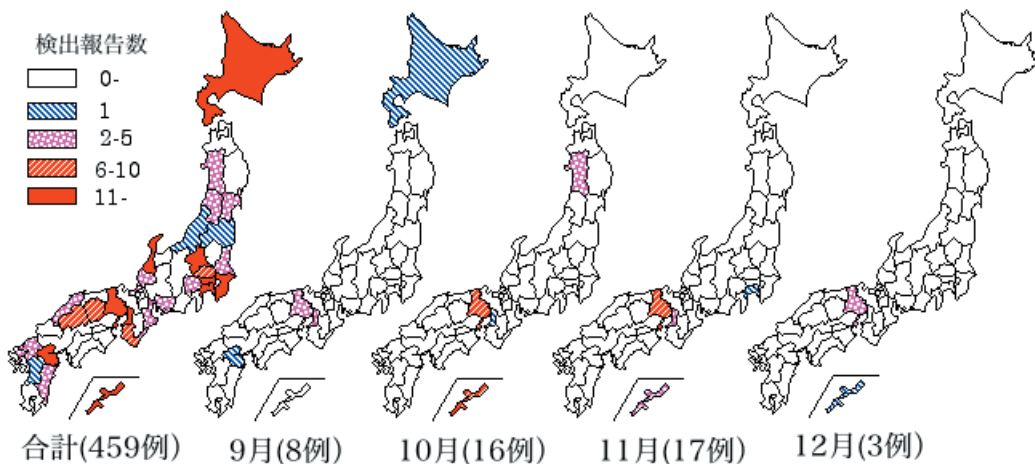 検出報告数
0-
1
2-5
6-10
11-
合計(459例)
9月(8例)
10月(16例)
11月(17例)
12月(3例)